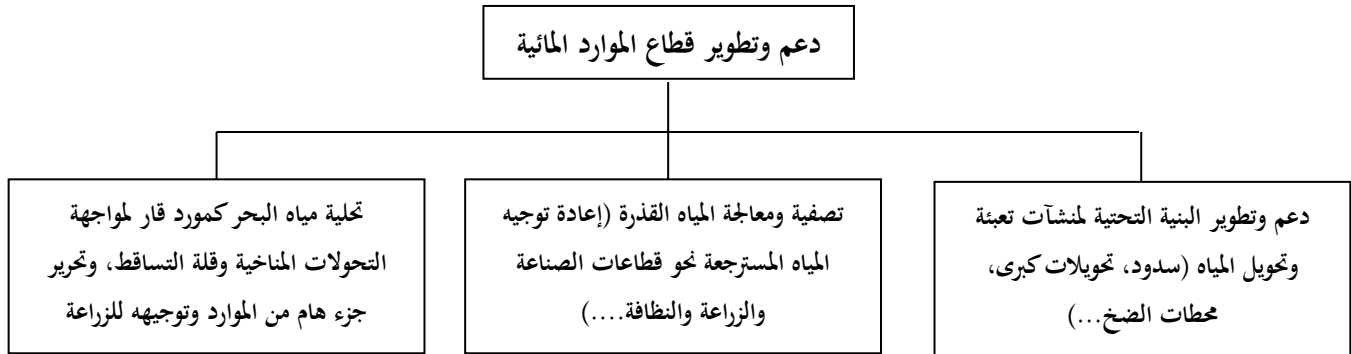 دعم وتطوير قطاع الموارد المائية
دعم وتطوير البنية التحتية لمنشآت تعبئة
وتحويل المياه (سدود، تحويلات كبرى،
محطات الضخ...)
تصفية ومعالجة المياه القذرة (إعادة توجيه
المياه المسترجعة نحو قطاعات الصناعة
والزراعة والنظافة....)
تحلية مياه البحر كمورد قار لمواجهة
التحولات المناخية وقلة التساقط، وتحرير
جزء هام من الموارد وتوجيهه للزراعة